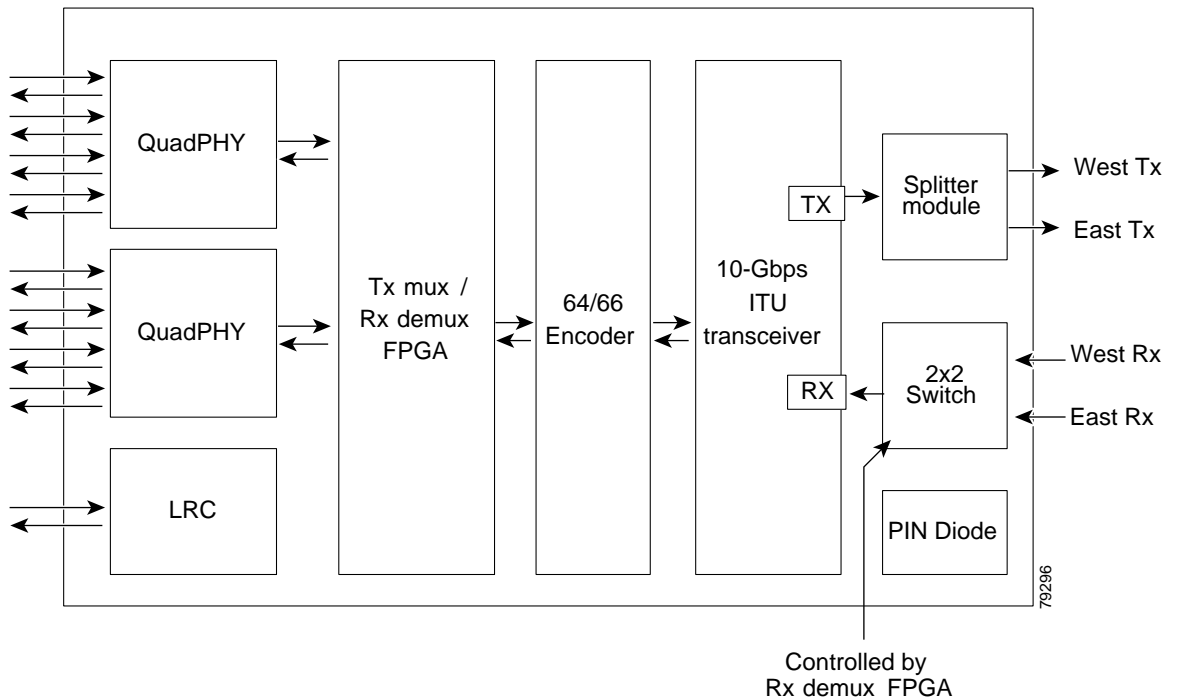 QuadPHY
QuadPHY
LRC
Tx mux /
Rx demux
FPGA
64/66
Encoder
10-Gbps
ITU
transceiver
TX
RX
Splitter
module
2x2
Switch
PIN Diode
West Tx
East Tx
West Rx
East Rx
79296
Controlled by
Rx demux FPGA